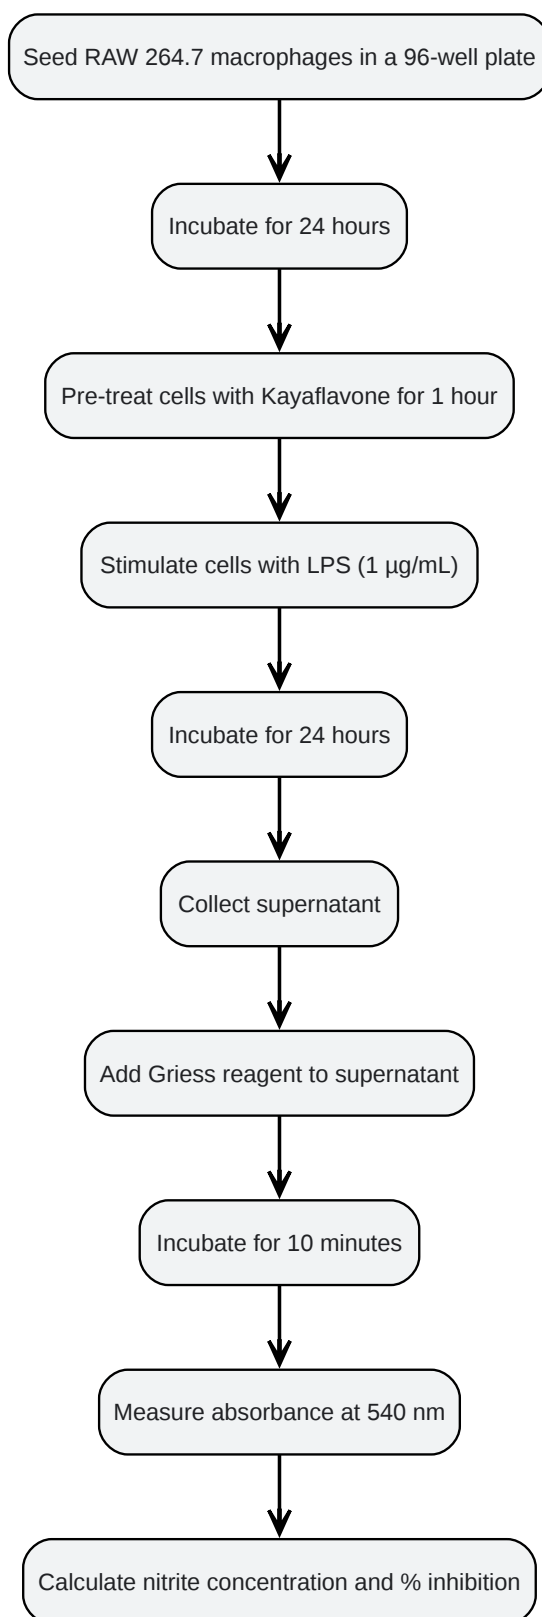 Seed RAW 264.7 macrophages in a 96-well plate
Incubate for 24 hours
Pre-treat cells with Kayaflavone for 1 hour
Stimulate cells with LPS (1 µg/mL)
Incubate for 24 hours
Collect supernatant
Add Griess reagent to supernatant
Incubate for 10 minutes
Measure absorbance at 540 nm
Calculate nitrite concentration and % inhibition